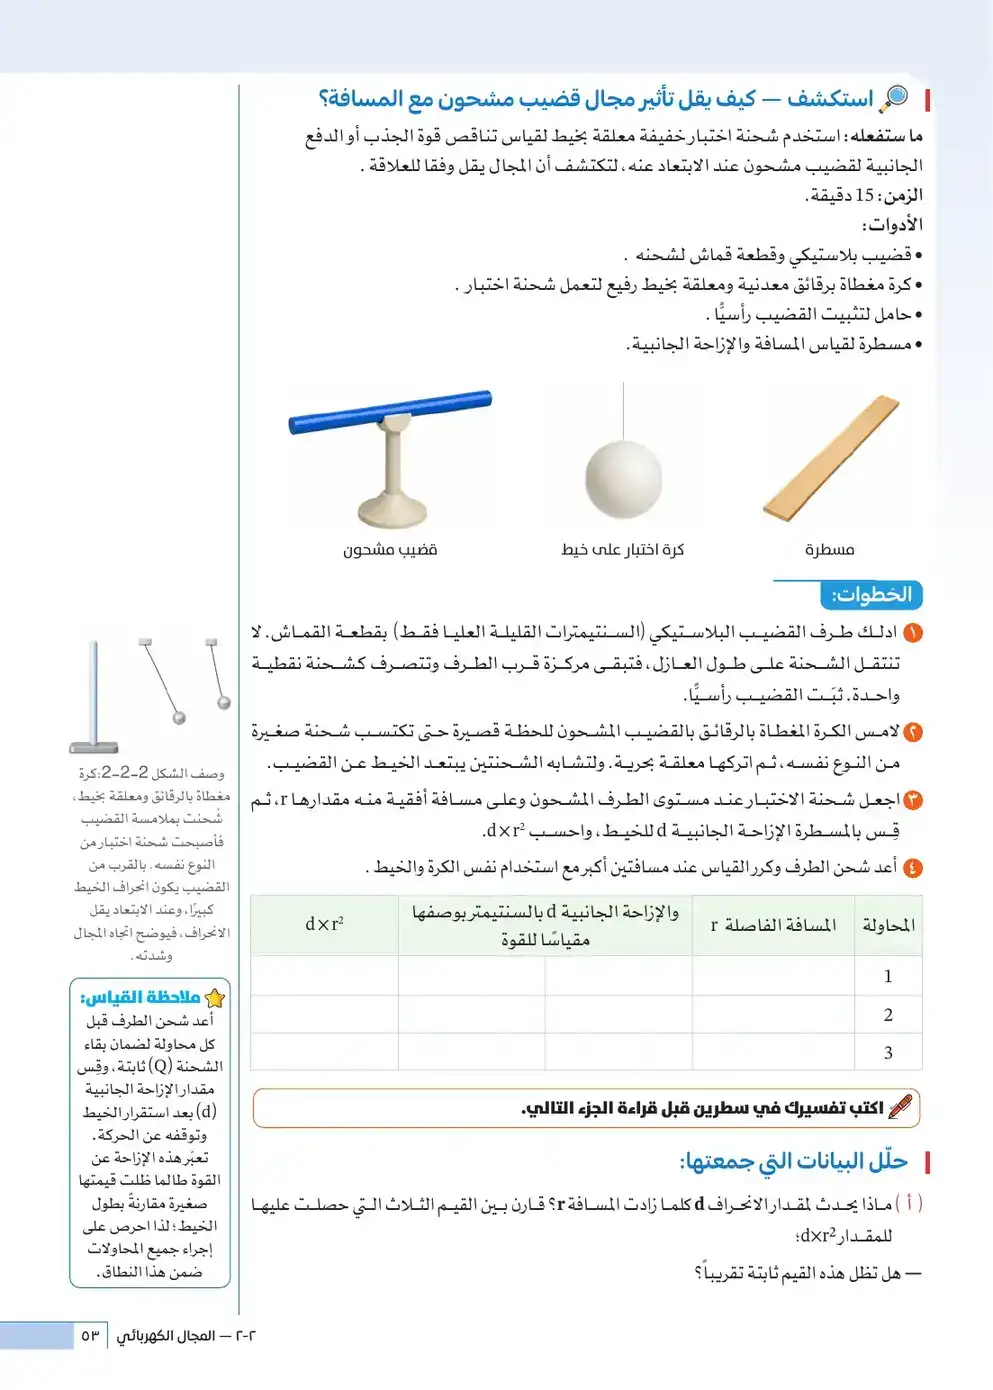 استكشف — كيف يقل تأثير مجال قضيب مشحون مع المسافة؟
ما ستفعله: استخدم شحنة اختبار خفيفة معلقة بخيط لقياس تناقص قوة الجذب أو الدفع
الجانبية لقضيب مشحون عند الابتعاد عنه، لتكتشف أن المجال يقل وفقا للعلاقة .
الزمن: 15 دقيقة.
الأدوات:
• قضيب بلاستيكي وقطعة قماش لشحنه .
• كرة مغطاة برقائق معدنية ومعلقة بخيط رفيع لتعمل شحنة اختبار .
• حامل لتثبيت القضيب رأسيًّا .
• مسطرة لقياس المسافة والإزاحة الجانبية.
مسطرة
كرة اختبار على خيط
قضيب مشحون
الخطوات:
١ ادلك طرف القضيب البلاستيكي (السنتيمترات القليلة العليا فقط) بقطعة القماش. لا
تنتقل الشحنة على طول العازل، فتبقى مركزة قرب الطرف وتتصرف كشحنة نقطية
واحدة. ثبّت القضيب رأسيًّا.
٢ لامس الكرة المغطاة بالرقائق بالقضيب المشحون للحظة قصيرة حتى تكتسب شحنة صغيرة
من النوع نفسه، ثم اتركها معلقة بحرية. ولتشابه الشحنتين يبتعد الخيط عن القضيب.
٣ اجعل شحنة الاختبار عند مستوى الطرف المشحون وعلى مسافة أفقية منه مقدارها r، ثم
قِس بالمسطرة الإزاحة الجانبية d للخيط، واحسب d×r².
٤ أعد شحن الطرف وكرر القياس عند مسافتين أكبر مع استخدام نفس الكرة والخيط .
المحاولة
المسافة الفاصلة r
والإزاحة الجانبية d بالسنتيمتر بوصفها
مقياسًا للقوة
d×r²
1
2
3
اكتب تفسيرك في سطرين قبل قراءة الجزء التالي.
حلّل البيانات التي جمعتها:
( أ ) ماذا يحدث لمقدار الانحراف d كلما زادت المسافة r؟ قارن بين القيم الثلاث التي حصلت عليها
للمقدار d×r²؛
— هل تظل هذه القيم ثابتة تقريباً؟
وصف الشكل 2-2-2: كرة
مغطاة بالرقائق ومعلقة بخيط،
شُحنت بملامسة القضيب
فأصبحت شحنة اختبار من
النوع نفسه. بالقرب من
القضيب يكون انحراف الخيط
كبيرًا، وعند الابتعاد يقل
الانحراف، فيوضح اتجاه المجال
وشدته.
ملاحظة القياس:
أعد شحن الطرف قبل
كل محاولة لضمان بقاء
الشحنة (Q) ثابتة، وقِس
مقدار الإزاحة الجانبية
(d) بعد استقرار الخيط
وتوقفه عن الحركة.
تعبّر هذه الإزاحة عن
القوة طالما ظلت قيمتها
صغيرة مقارنةً بطول
الخيط؛ لذا احرص على
إجراء جميع المحاولات
ضمن هذا النطاق.
٢-٢ — المجال الكهربائي
٥٣